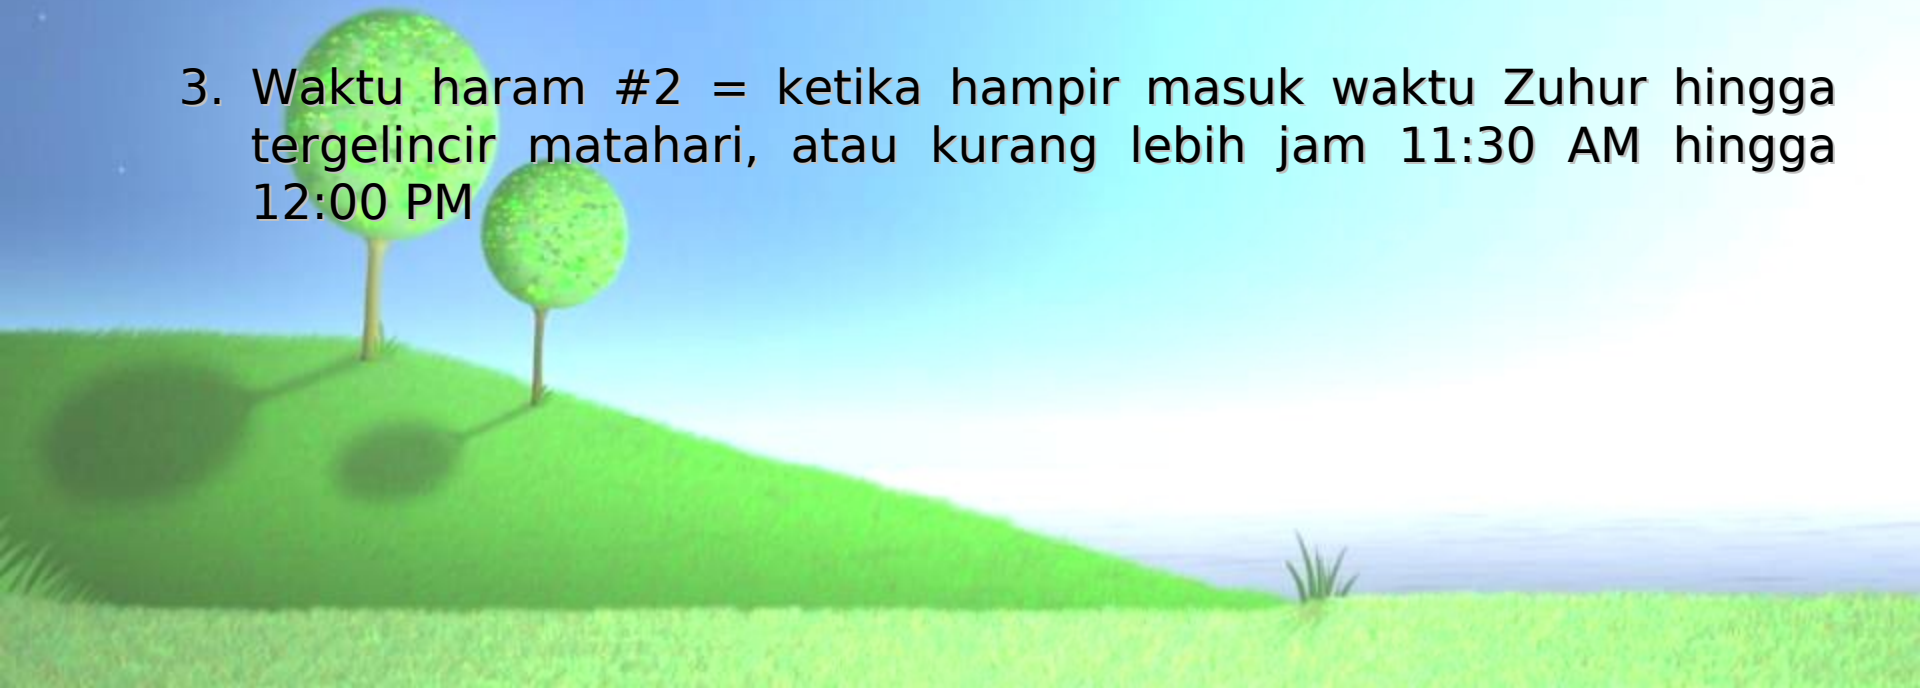 3. Waktu haram #2 = ketika hampir masuk waktu Zuhur hingga
tergelincir matahari, atau kurang lebih jam 11:30 AM hingga
12:00 PM